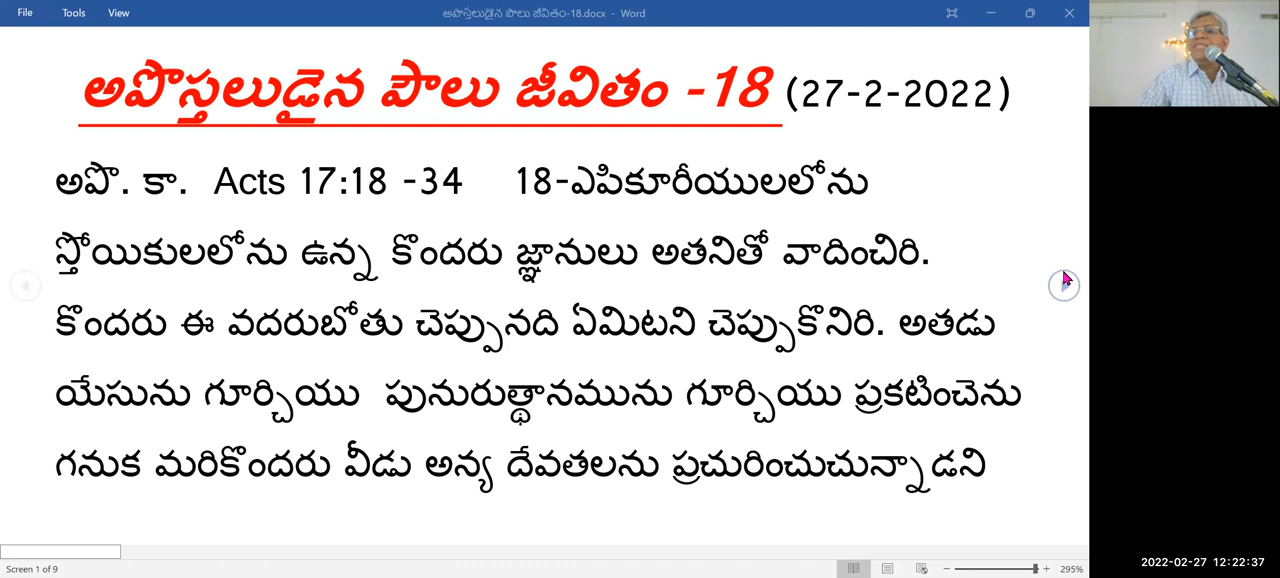 File Tools View అపొస్తలుడైన పౌలు జీవితం-18.docx - Word
అపొస్తలుడైన పౌలు జీవితం -18 (27-2-2022)
అపొ. కా. Acts 17:18 -34 18-ఎపికూరీయులలోను
స్తోయికులలోను ఉన్న కొందరు జ్ఞానులు అతనితో వాదించిరి.
కొందరు ఈ వదరుబోతు చెప్పునది ఏమిటని చెప్పుకొనిరి. అతడు
యేసును గూర్చియు పునురుత్థానమును గూర్చియు ప్రకటించెను
గనుక మరికొందరు వీడు అన్య దేవతలను ప్రచురించుచున్నాడని
Screen 1 of 9 295%
2022-02-27 12:22:37